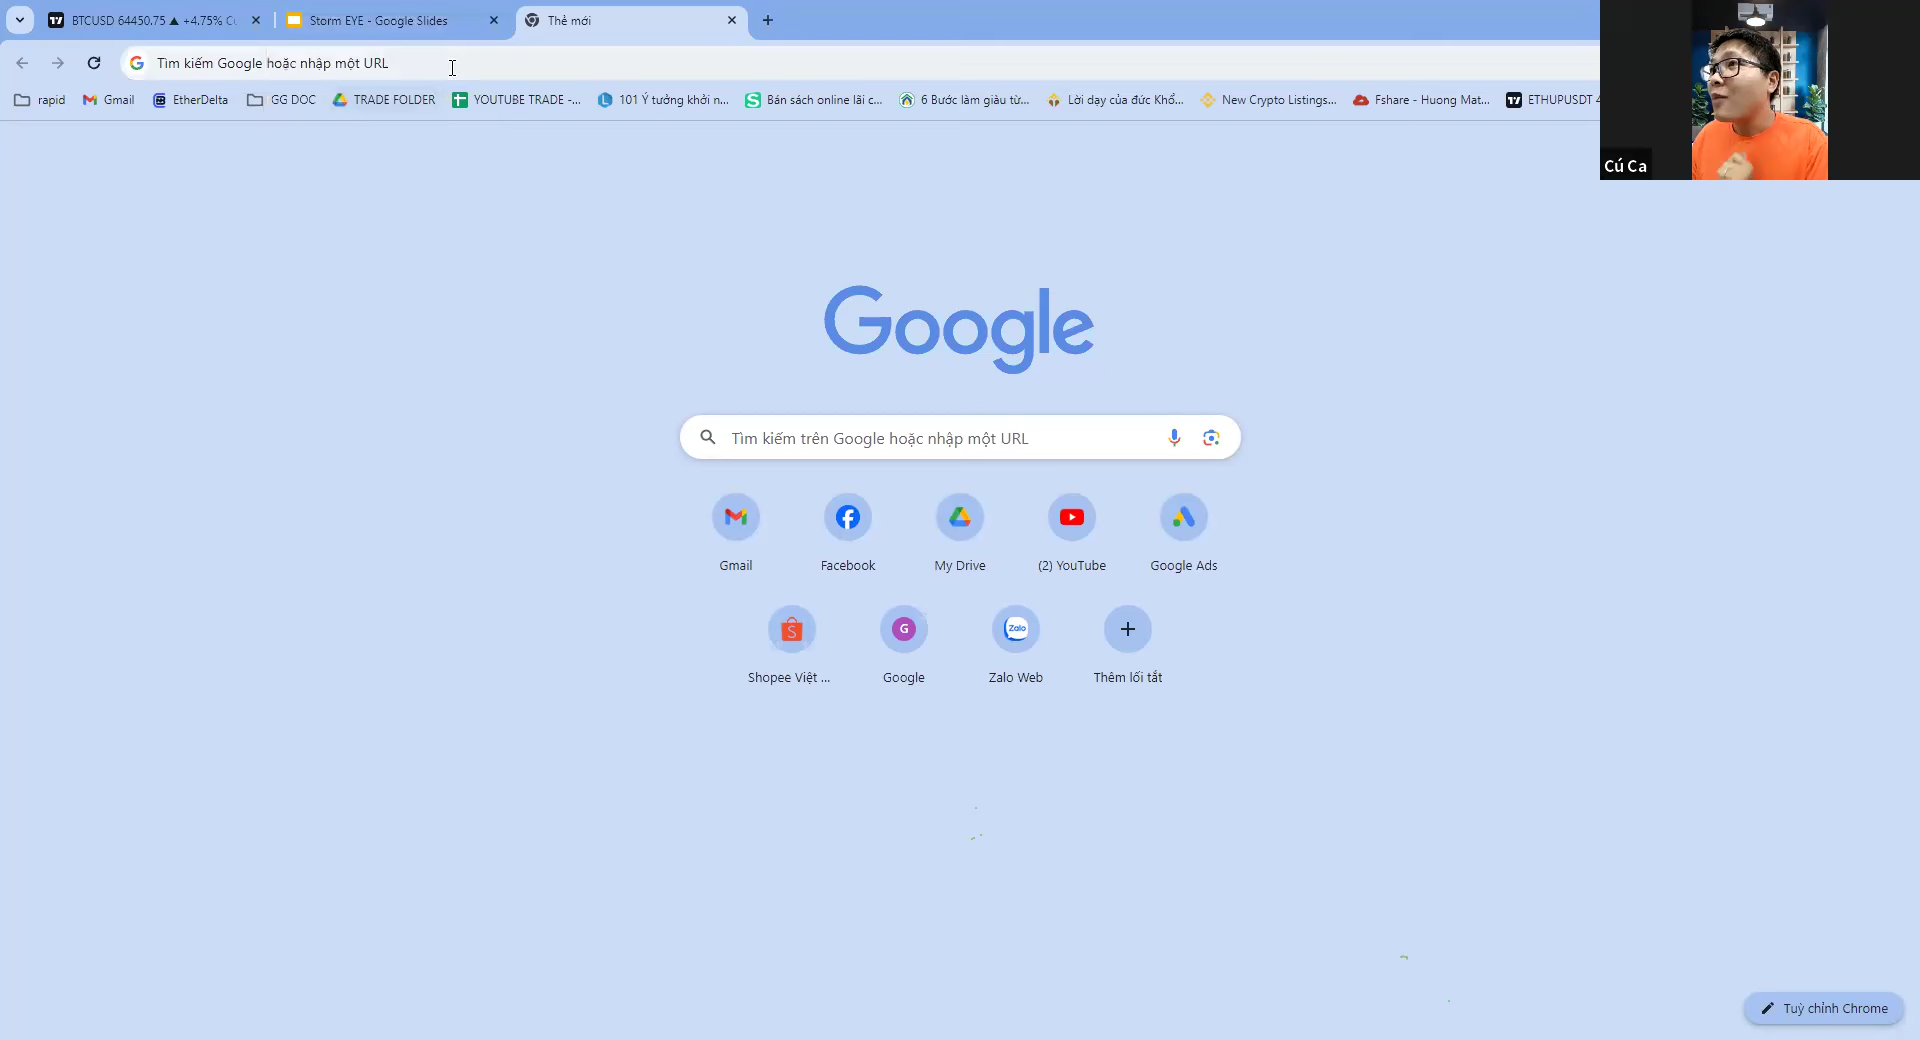 BTCUSD 64450.75 ▲ +4.75%
Storm EYE - Google Slides
Thẻ mới
Tìm kiếm Google hoặc nhập một URL
rapid
Gmail
EtherDelta
GG DOC
TRADE FOLDER
YOUTUBE TRADE -...
101 Ý tưởng khởi n...
Bán sách online lãi c...
6 Bước làm giàu từ...
Lời dạy của đức Khổ...
New Crypto Listings...
Fshare - Huong Mat...
ETHUPUSDT 4
Cú Ca
Google
Tìm kiếm trên Google hoặc nhập một URL
Gmail
Facebook
My Drive
(2) YouTube
Google Ads
Shopee Việt ...
Google
Zalo Web
Thêm lối tắt
Tuỳ chỉnh Chrome